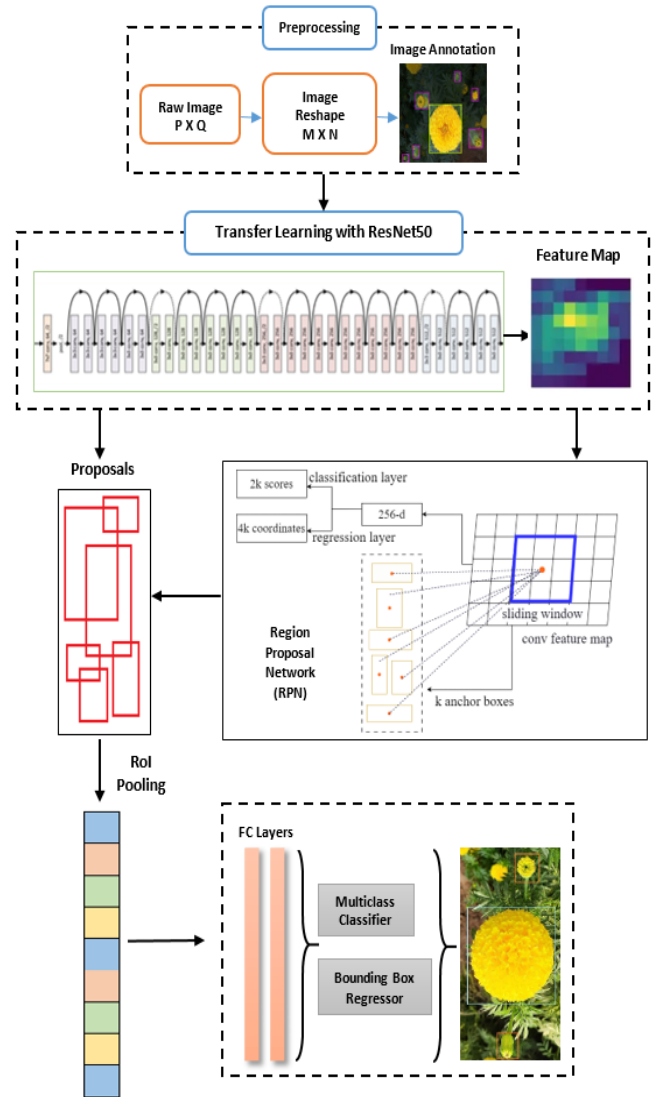 Preprocessing
Image Annotation
Raw Image
P X Q
Image
Reshape
M X N
Transfer Learning with ResNet50
Feature Map
Proposals
2k scores
classification layer
256-d
4k coordinates
regression layer
sliding window
conv feature map
Region
Proposal
Network
(RPN)
k anchor boxes
RoI
Pooling
FC Layers
Multiclass
Classifier
Bounding Box
Regressor